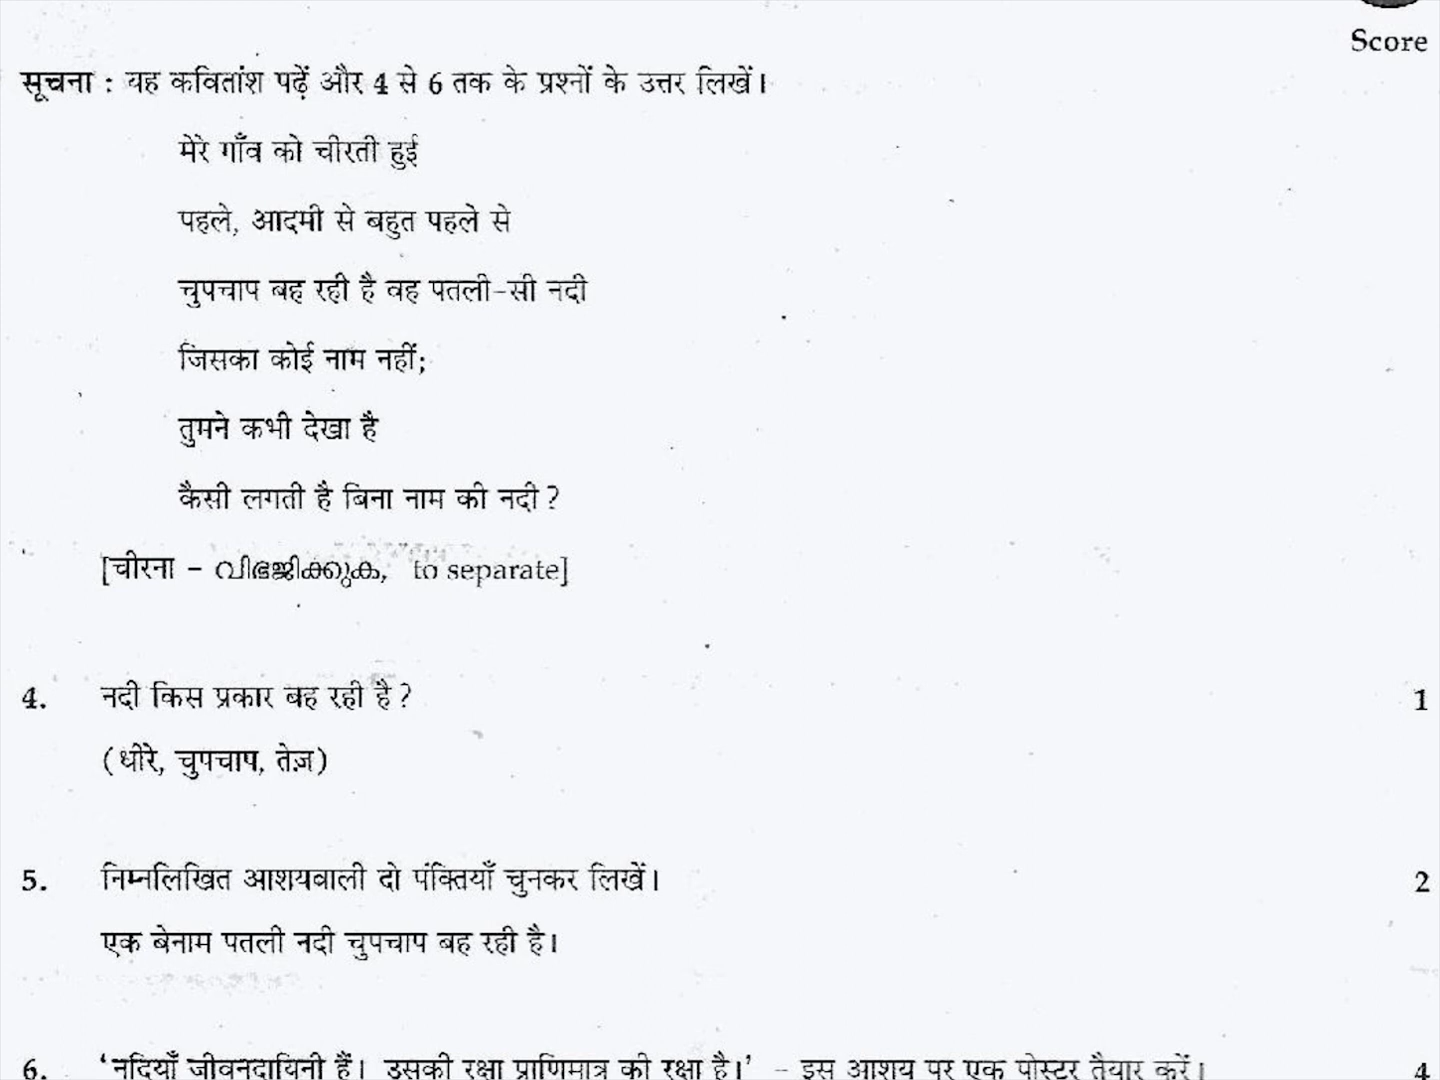 Score
सूचना : यह कवितांश पढ़ें और 4 से 6 तक के प्रश्नों के उत्तर लिखें।
मेरे गाँव को चीरती हुई
पहले, आदमी से बहुत पहले से
चुपचाप बह रही है वह पतली-सी नदी
जिसका कोई नाम नहीं;
तुमने कभी देखा है
कैसी लगती है बिना नाम की नदी ?
[चीरना - വിഭജിക്കുക, to separate]
4. नदी किस प्रकार बह रही है ? 1
(धीरे, चुपचाप, तेज़)
5. निम्नलिखित आशयवाली दो पंक्तियाँ चुनकर लिखें। 2
एक बेनाम पतली नदी चुपचाप बह रही है।
6. 'नदियाँ जीवनदायिनी हैं। उसकी रक्षा प्राणिमात्र की रक्षा है।' - इस आशय पर एक पोस्टर तैयार करें। 4